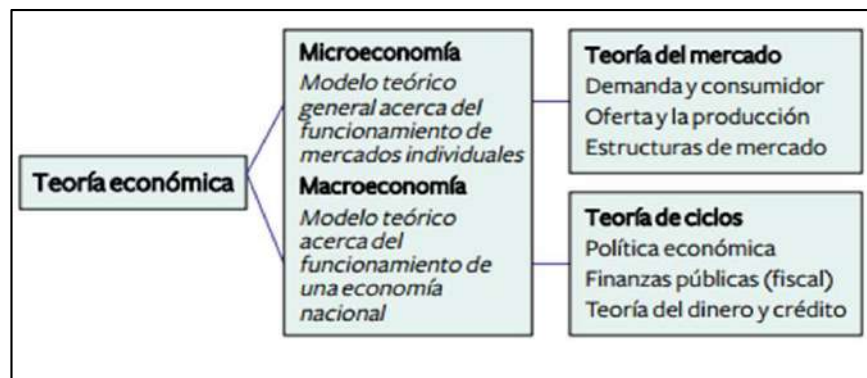 Teoría económica
Microeconomía
Modelo teórico
general acerca del
funcionamiento de
mercados individuales
Macroeconomía
Modelo teórico
acerca del
funcionamiento de
una economía
nacional
Teoría del mercado
Demanda y consumidor
Oferta y la producción
Estructuras de mercado
Teoría de ciclos
Política económica
Finanzas públicas (fiscal)
Teoría del dinero y crédito